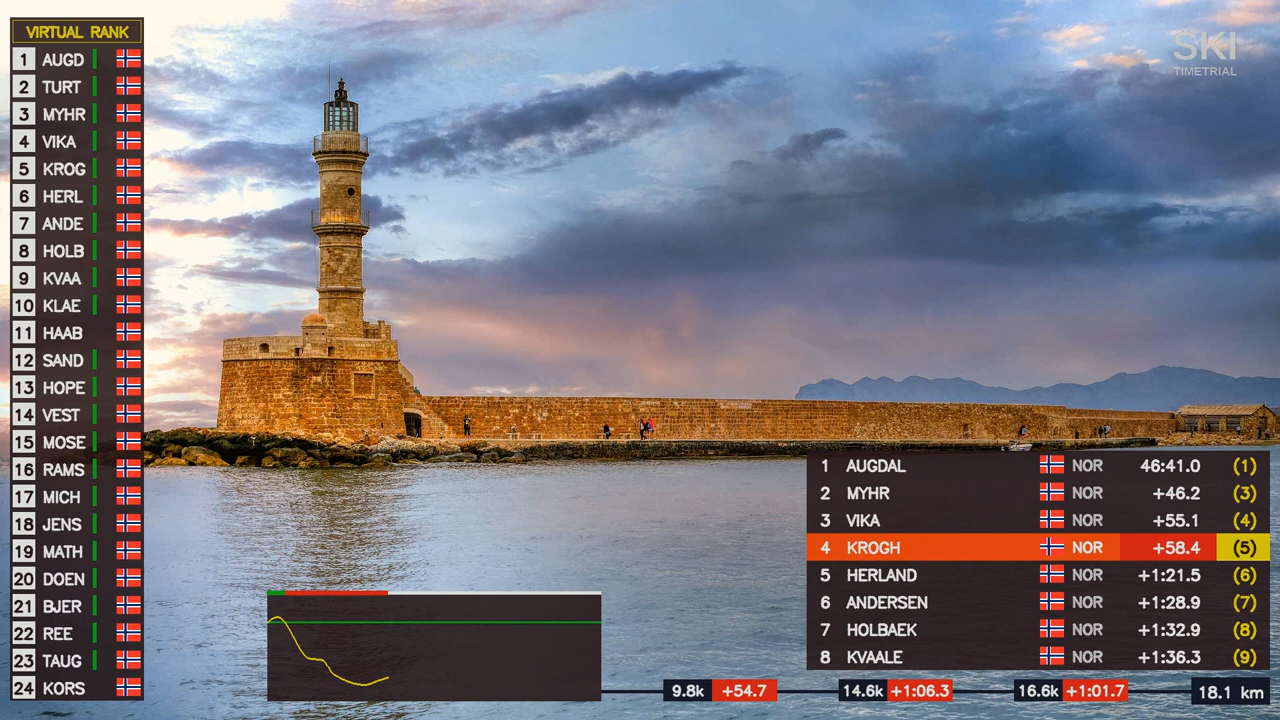 VIRTUAL RANK
1 AUGD
2 TURT
3 MYHR
4 VIKA
5 KROG
6 HERL
7 ANDE
8 HOLB
9 KVAA
10 KLAE
11 HAAB
12 SAND
13 HOPE
14 VEST
15 MOSE
16 RAMS
17 MICH
18 JENS
19 MATH
20 DOEN
21 BJER
22 REE
23 TAUG
24 KORS
SKI
TIMETRIAL
1 AUGDAL NOR 46:41.0 (1)
2 MYHR NOR +46.2 (3)
3 VIKA NOR +55.1 (4)
4 KROGH NOR +58.4 (5)
5 HERLAND NOR +1:21.5 (6)
6 ANDERSEN NOR +1:28.9 (7)
7 HOLBAEK NOR +1:32.9 (8)
8 KVAALE NOR +1:36.3 (9)
9.8k +54.7 14.6k +1:06.3 16.6k +1:01.7 18.1 km